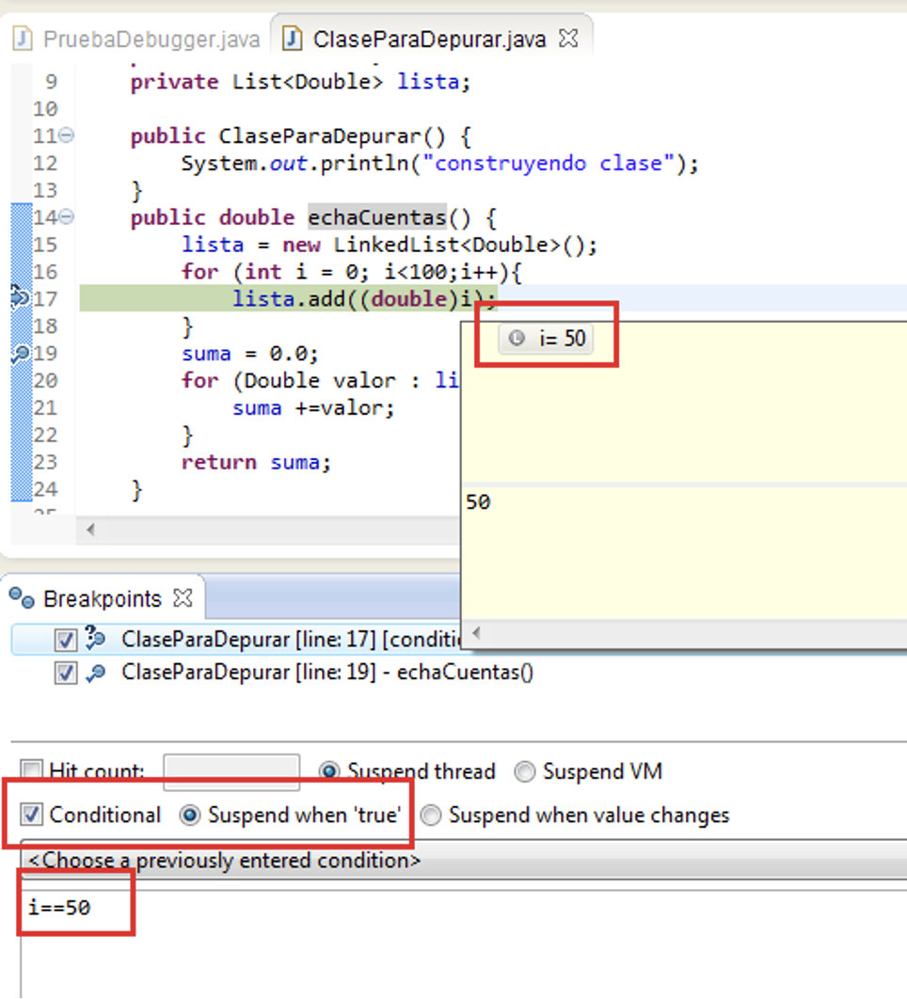 PruebaDebugger.java ClaseParaDepurar.java
9 private List<Double> lista;
10
11 public ClaseParaDepurar() {
12 System.out.println("construyendo clase");
13 }
14 public double echaCuentas() {
15 lista = new LinkedList<Double>();
16 for (int i = 0; i<100;i++){
17 lista.add((double)i);
18 }
i= 50
19 suma = 0.0;
20 for (Double valor : li
21 suma +=valor;
22 }
23 return suma;
24 }
50
Breakpoints
ClaseParaDepurar [line: 17] [conditi
ClaseParaDepurar [line: 19] - echaCuentas()
Hit count: Suspend thread Suspend VM
Conditional Suspend when 'true' Suspend when value changes
<Choose a previously entered condition>
i==50